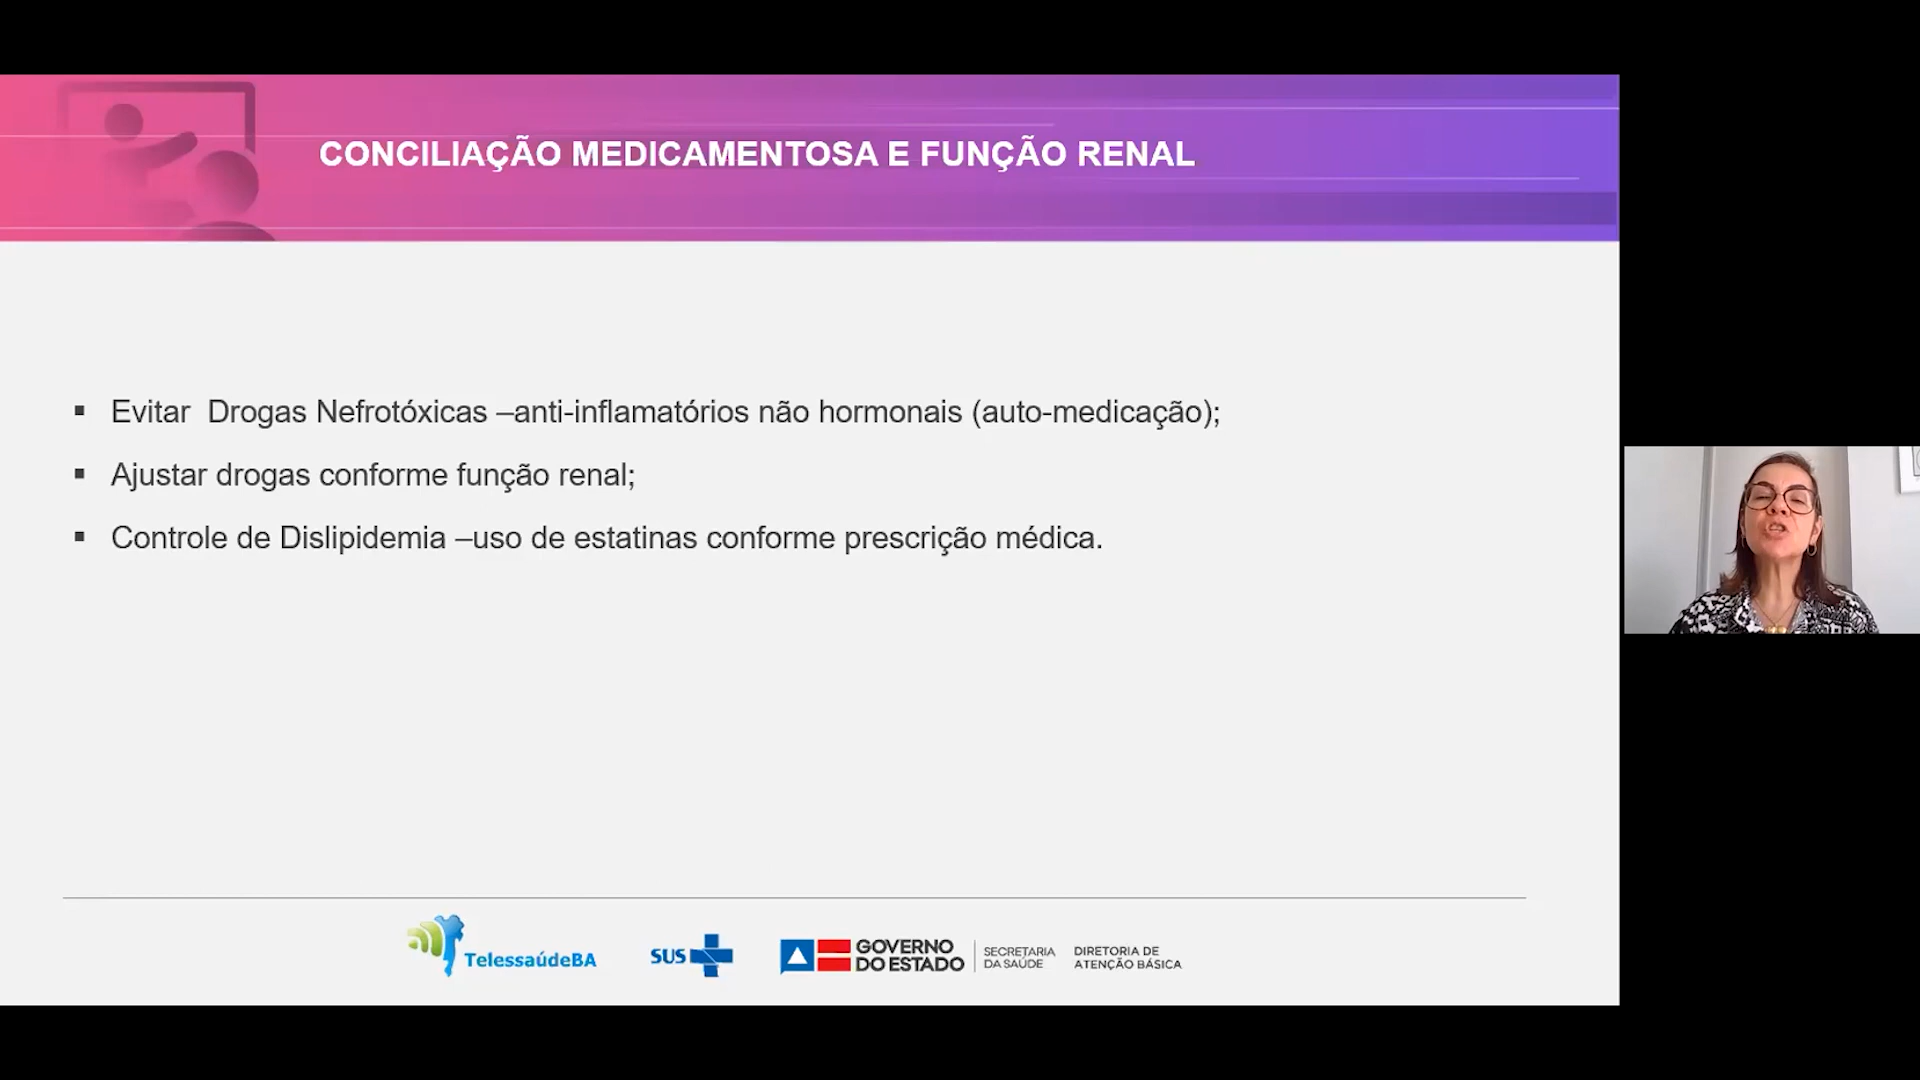 CONCILIAÇÃO MEDICAMENTOSA E FUNÇÃO RENAL
▪ Evitar  Drogas Nefrotóxicas –anti-inflamatórios não hormonais (auto-medicação);
▪ Ajustar drogas conforme função renal;
▪ Controle de Dislipidemia –uso de estatinas conforme prescrição médica.
TelessaúdeBA
SUS
GOVERNO
DO ESTADO
SECRETARIA
DA SAÚDE
DIRETORIA DE
ATENÇÃO BÁSICA